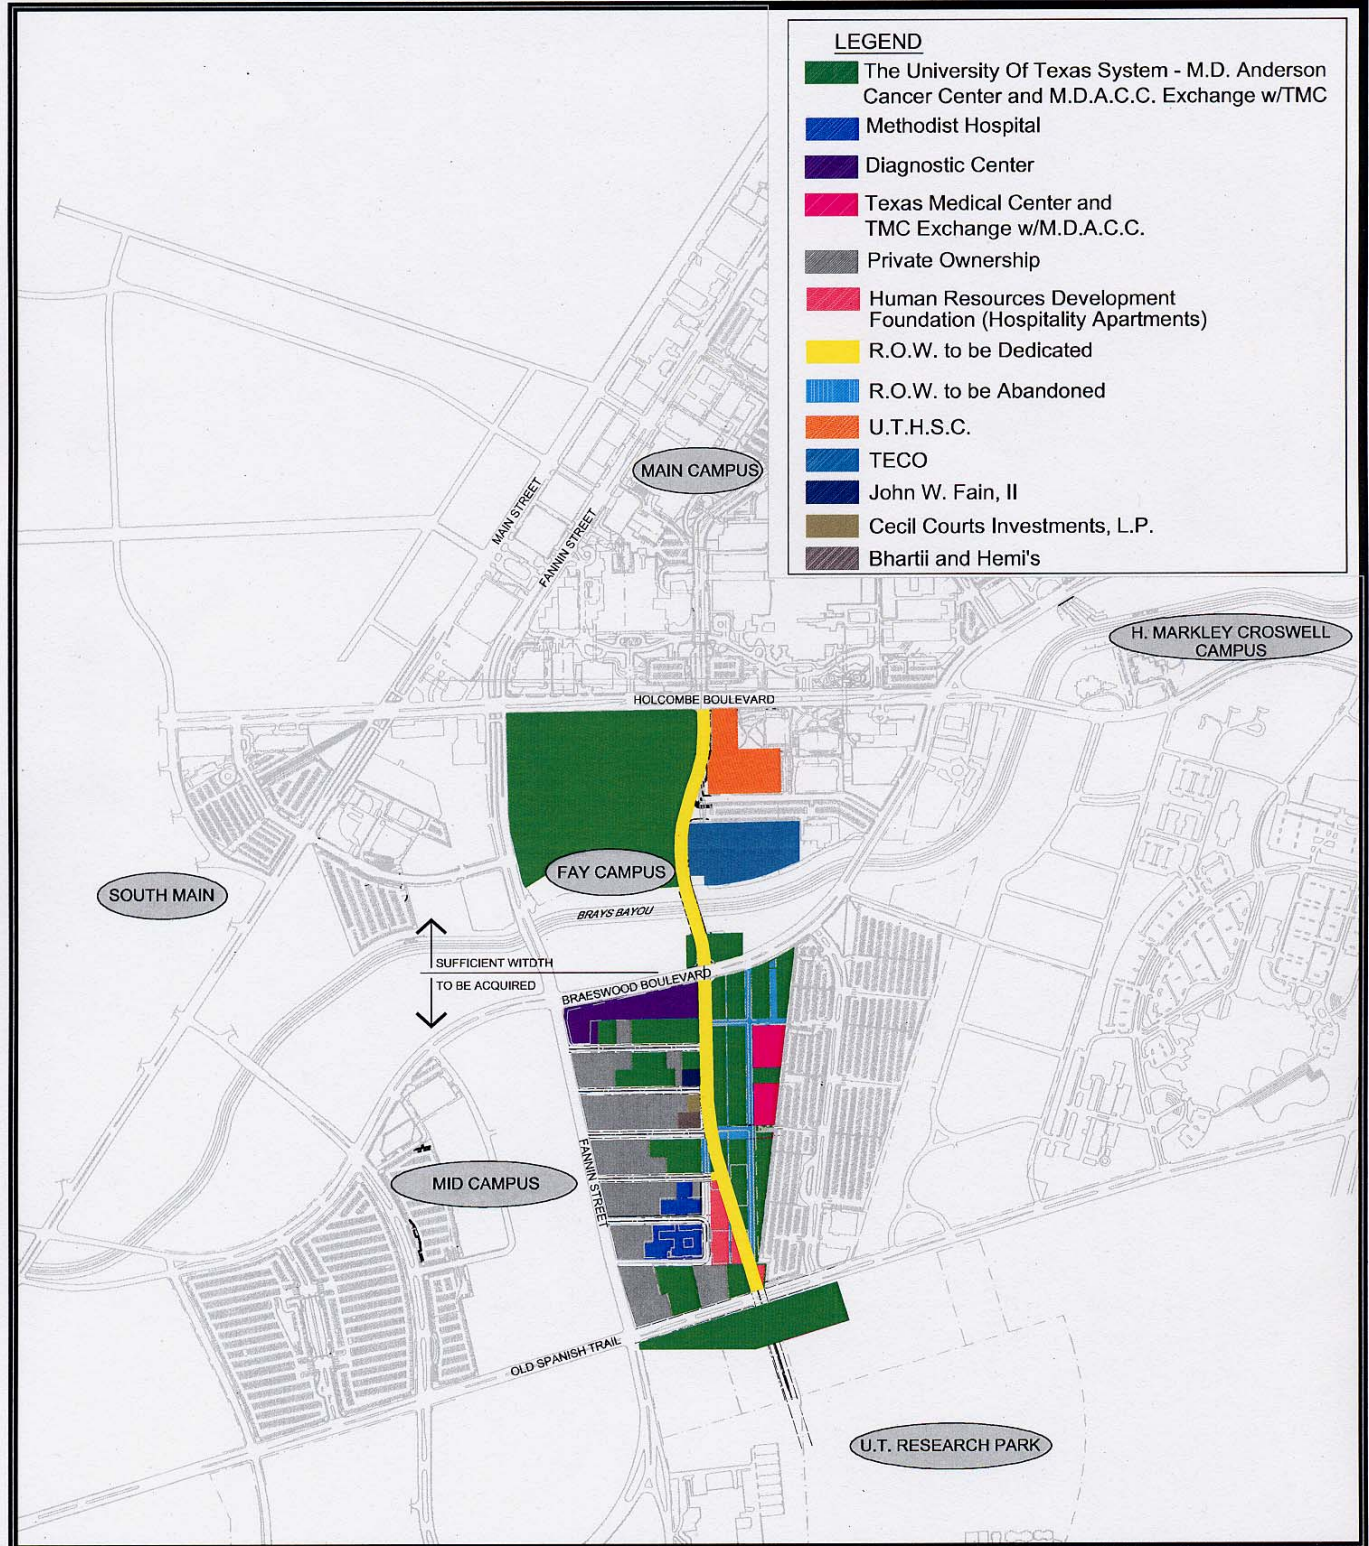 LEGEND
The University Of Texas System - M.D. Anderson
Cancer Center and M.D.A.C.C. Exchange w/TMC
Methodist Hospital
Diagnostic Center
Texas Medical Center and
TMC Exchange w/M.D.A.C.C.
Private Ownership
Human Resources Development
Foundation (Hospitality Apartments)
R.O.W. to be Dedicated
R.O.W. to be Abandoned
U.T.H.S.C.
TECO
John W. Fain, II
Cecil Courts Investments, L.P.
Bhartii and Hemi's
MAIN CAMPUS
MAIN STREET
FANNIN STREET
H. MARKLEY CROSWELL
CAMPUS
HOLCOMBE BOULEVARD
FAY CAMPUS
SOUTH MAIN
BRAYS BAYOU
SUFFICIENT WITDTH
TO BE ACQUIRED
BRAESWOOD BOULEVARD
MID CAMPUS
FANNIN STREET
OLD SPANISH TRAIL
U.T. RESEARCH PARK